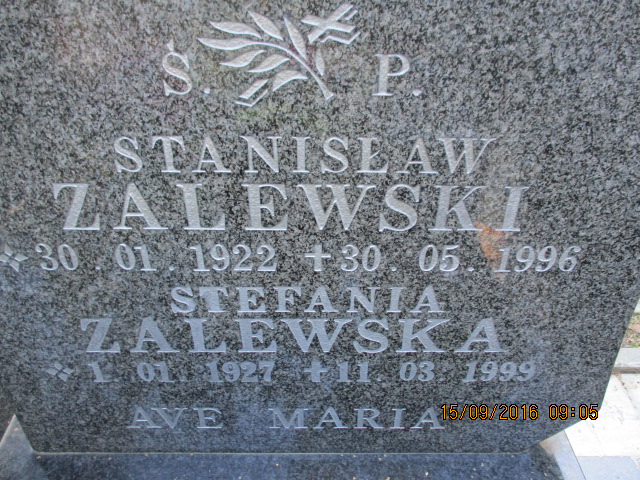 Ś. P.
STANISŁAW
ZALEWSKI
30.01.1922 +30.05.1996
STEFANIA
ZALEWSKA
1.01.1927 +11.03.1999
AVE MARIA
15/09/2016 09:05